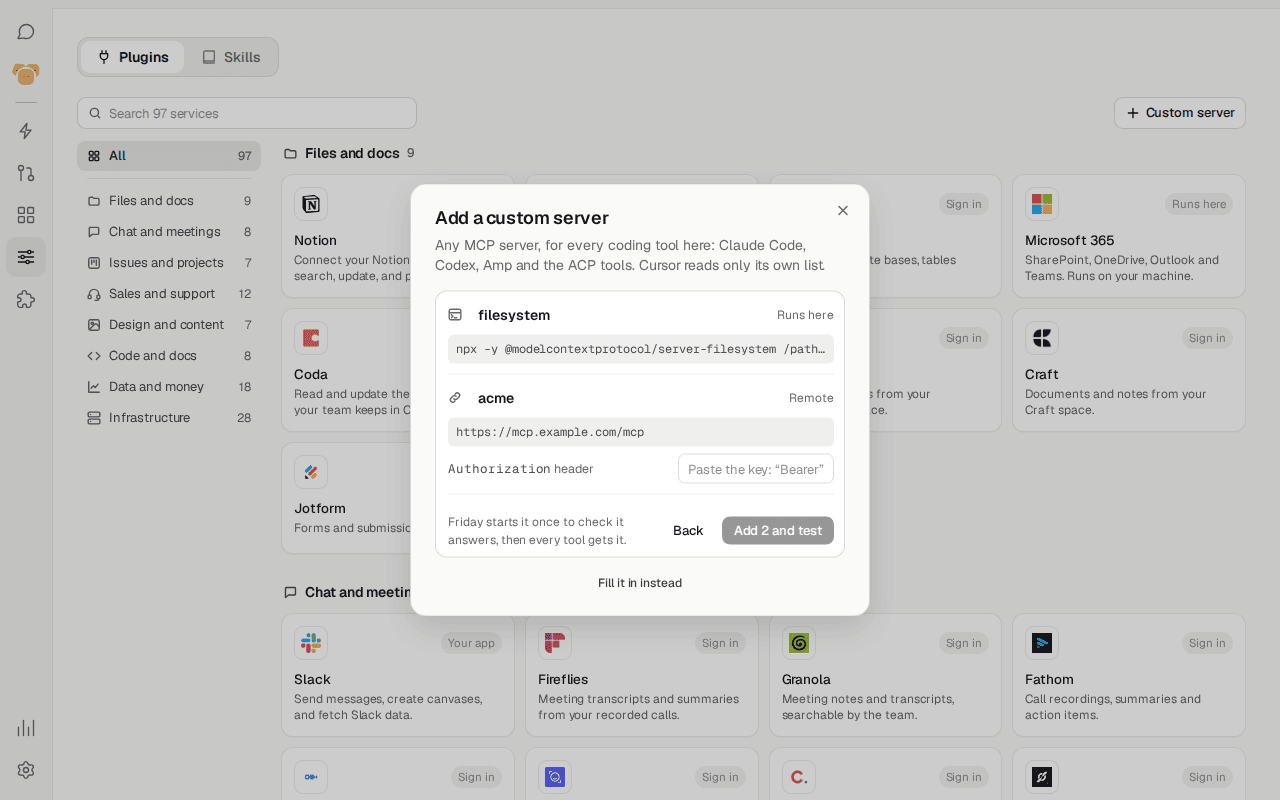 Plugins
Skills
Search 97 services
Custom server
All 97
Files and docs 9
Chat and meetings 8
Issues and projects 7
Sales and support 12
Design and content 7
Code and docs 8
Data and money 18
Infrastructure 28
Files and docs 9
Notion
Connect your Notion
search, update, and p
Sign in
te bases, tables
Runs here
Microsoft 365
SharePoint, OneDrive, Outlook and
Teams. Runs on your machine.
Coda
Read and update the
your team keeps in C
Sign in
s from your
ce.
Sign in
Craft
Documents and notes from your
Craft space.
Jotform
Forms and submissio
Add a custom server
Any MCP server, for every coding tool here: Claude Code,
Codex, Amp and the ACP tools. Cursor reads only its own list.
filesystem
Runs here
npx -y @modelcontextprotocol/server-filesystem /path…
acme
Remote
https://mcp.example.com/mcp
Authorization header
Paste the key: “Bearer”
Friday starts it once to check it
answers, then every tool gets it.
Back
Add 2 and test
Fill it in instead
Chat and meetin
Your app
Slack
Send messages, create canvases,
and fetch Slack data.
Sign in
Fireflies
Meeting transcripts and summaries
from your recorded calls.
Sign in
Granola
Meeting notes and transcripts,
searchable by the team.
Sign in
Fathom
Call recordings, summaries and
action items.
Sign in
Sign in
Sign in
Sign in